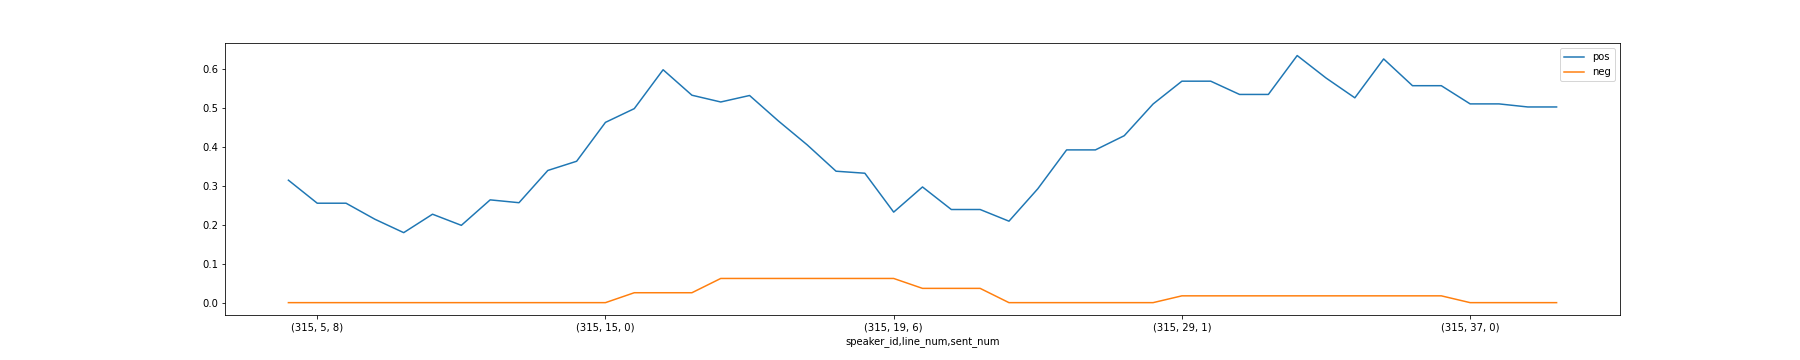 pos
neg
0.6
0.5
0.4
0.3
0.2
0.1
0.0
(315, 5, 8) (315, 15, 0) (315, 19, 6) (315, 29, 1) (315, 37, 0)
speaker_id,line_num,sent_num